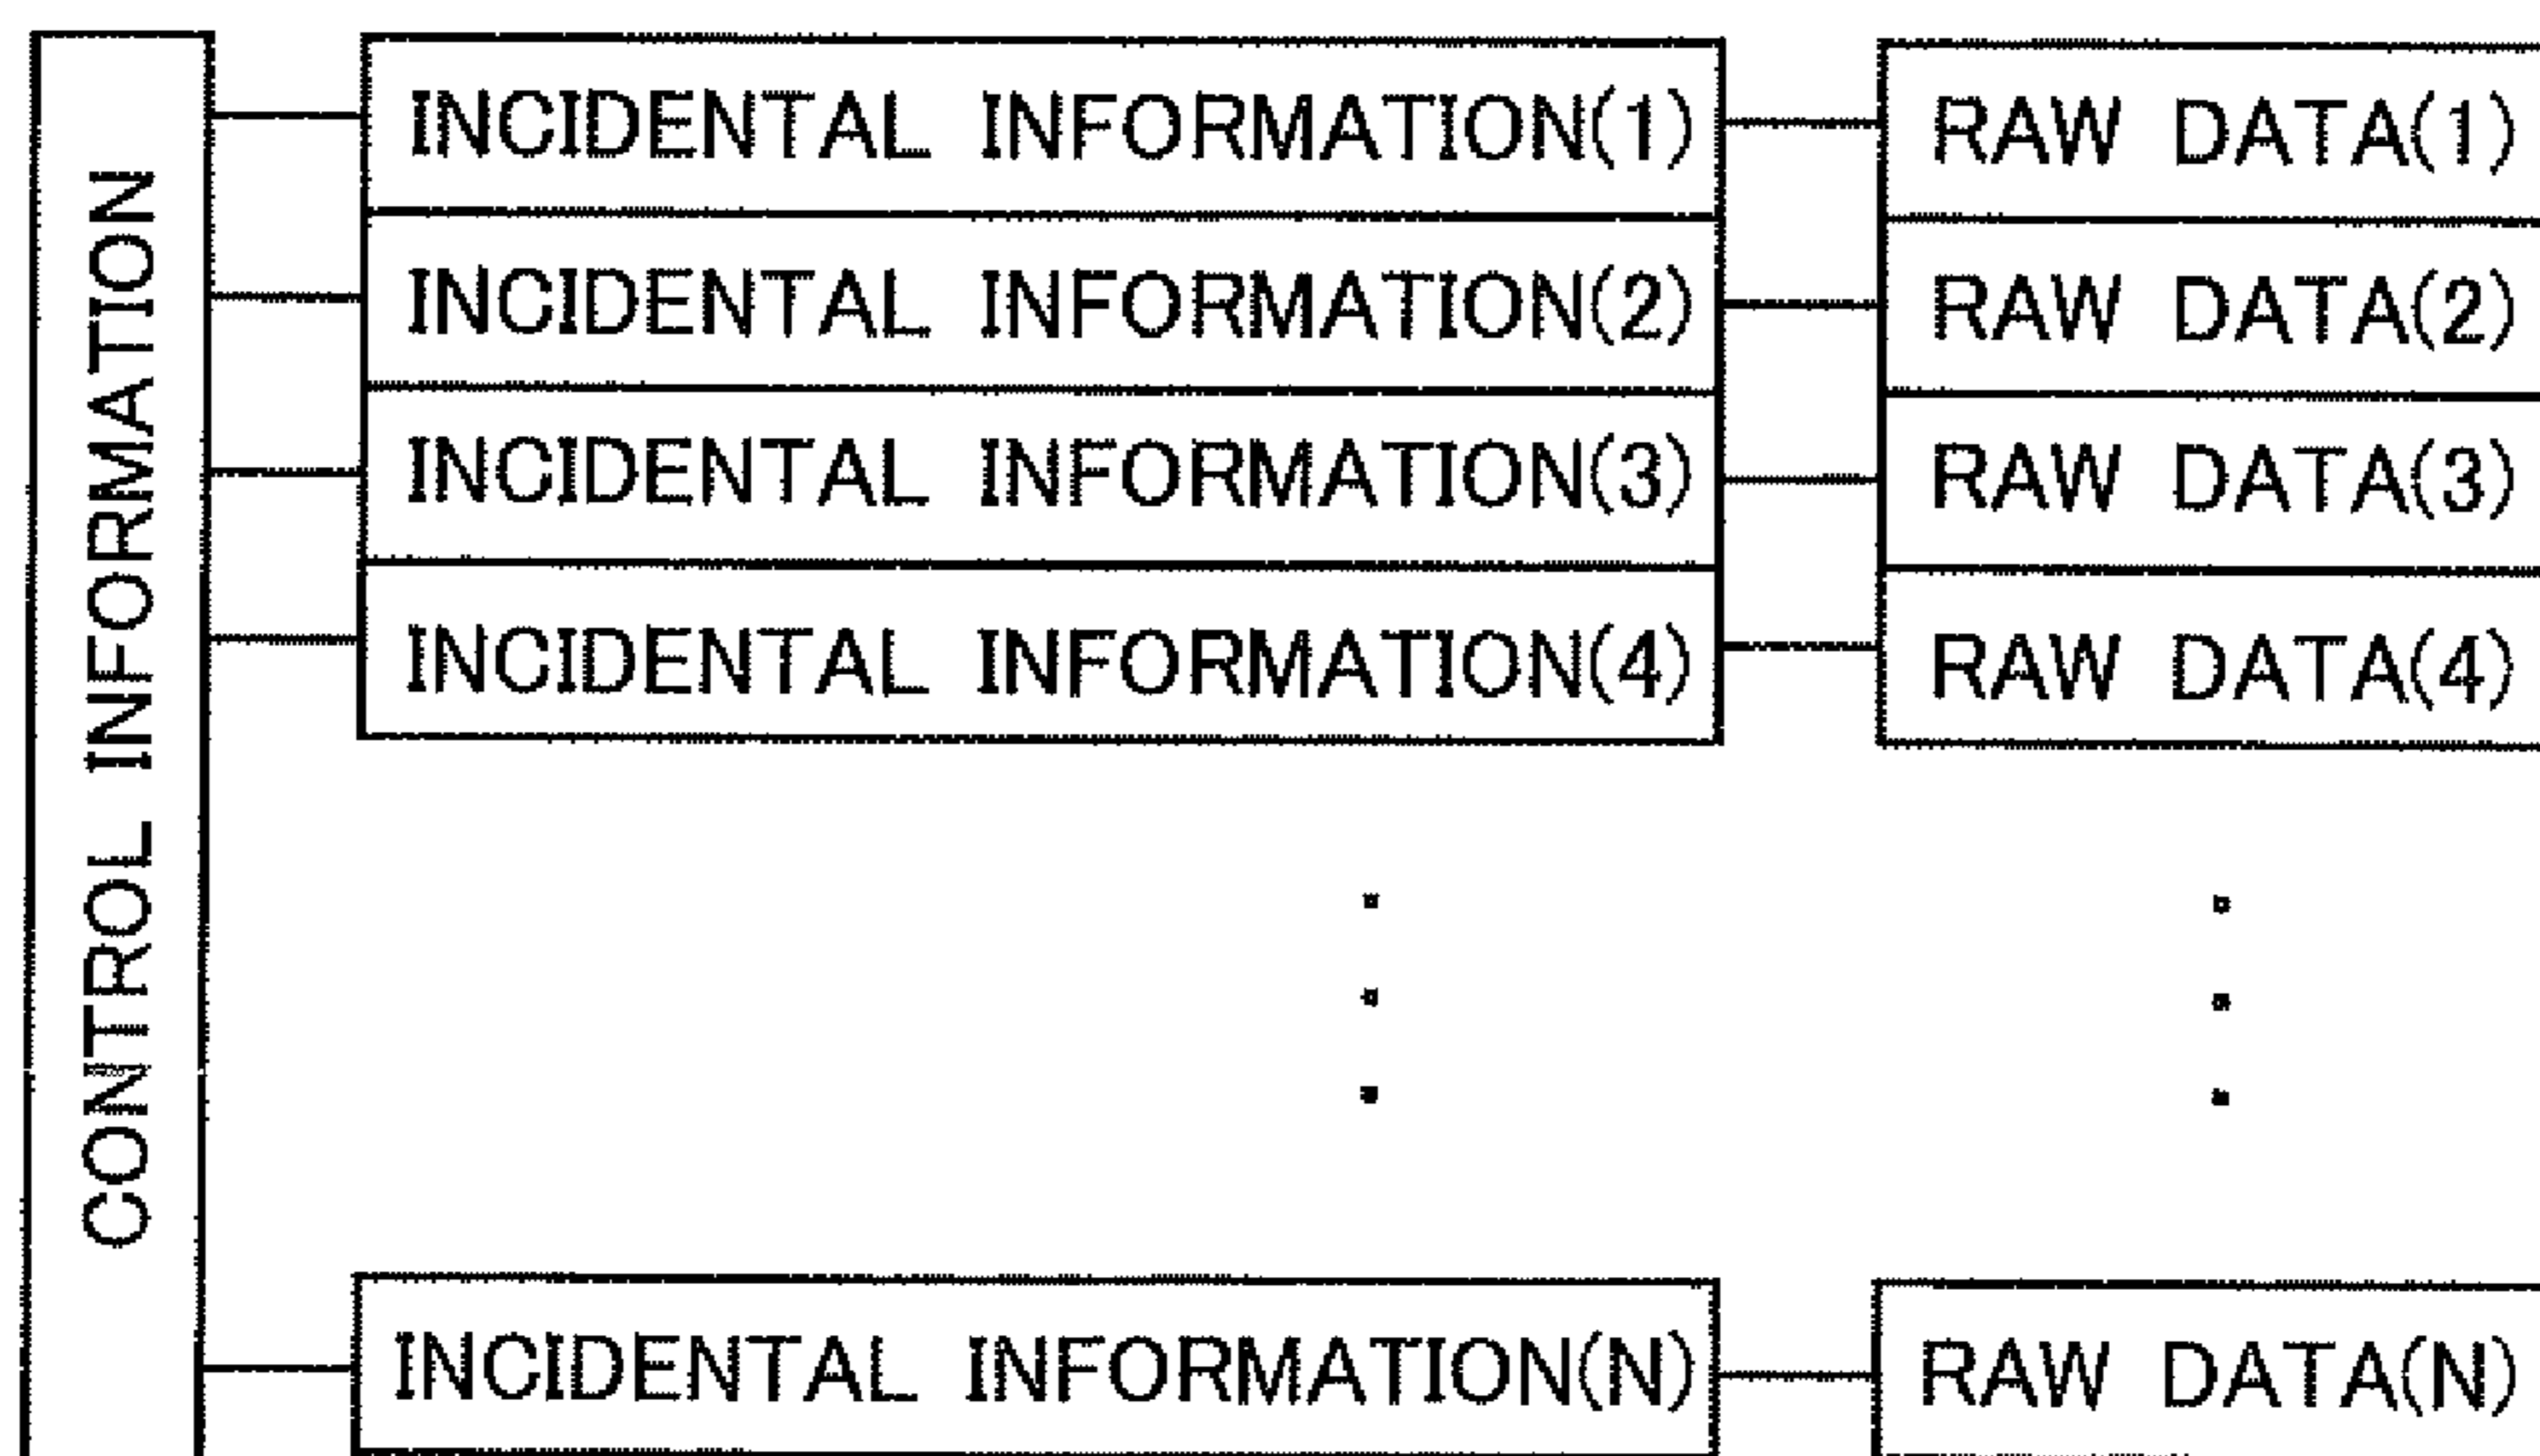 CONTROL INFORMATION
INCIDENTAL INFORMATION(1) RAW DATA(1)
INCIDENTAL INFORMATION(2) RAW DATA(2)
INCIDENTAL INFORMATION(3) RAW DATA(3)
INCIDENTAL INFORMATION(4) RAW DATA(4)
INCIDENTAL INFORMATION(N) RAW DATA(N)